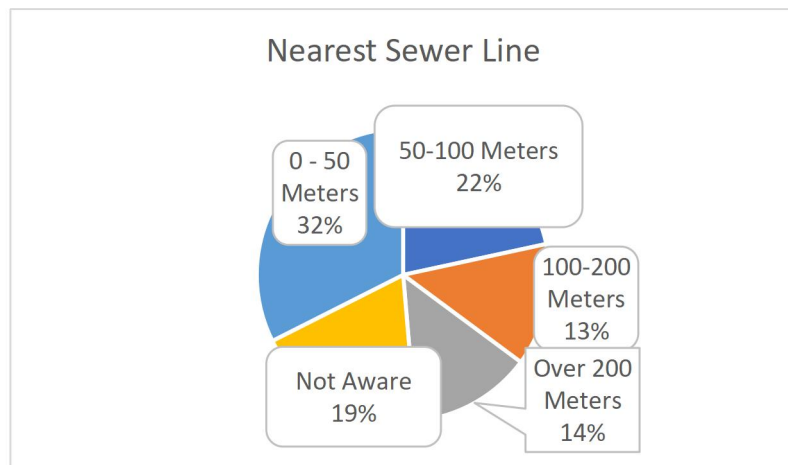 Nearest Sewer Line
50-100 Meters
22%
0 - 50
Meters
32%
100-200
Meters
13%
Over 200
Meters
14%
Not Aware
19%